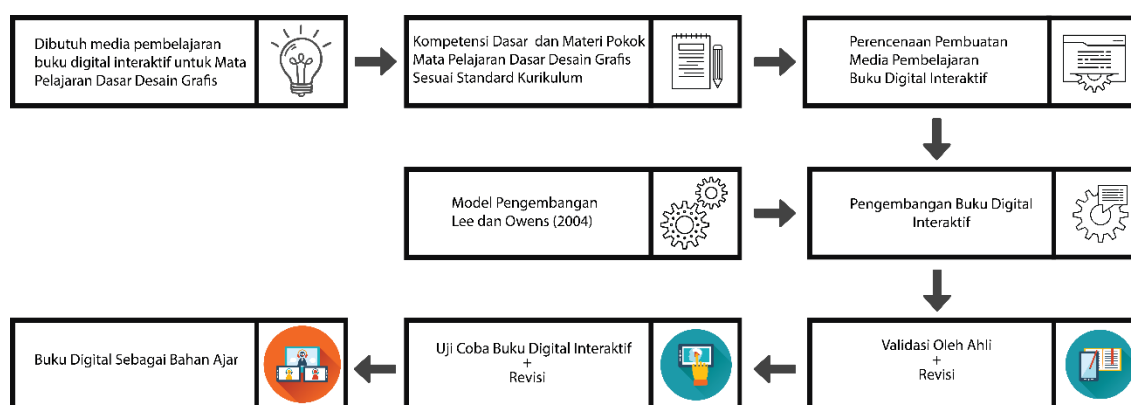 Dibutuh media pembelajaran
buku digital interaktif untuk Mata
Pelajaran Dasar Desain Grafis
Kompetensi Dasar dan Materi Pokok
Mata Pelajaran Dasar Desain Grafis
Sesuai Standard Kurikulum
Perencenaan Pembuatan
Media Pembelajaran
Buku Digital Interaktif
Model Pengembangan
Lee dan Owens (2004)
Pengembangan Buku Digital
Interaktif
Buku Digital Sebagai Bahan Ajar
Uji Coba Buku Digital Interaktif
+
Revisi
Validasi Oleh Ahli
+
Revisi